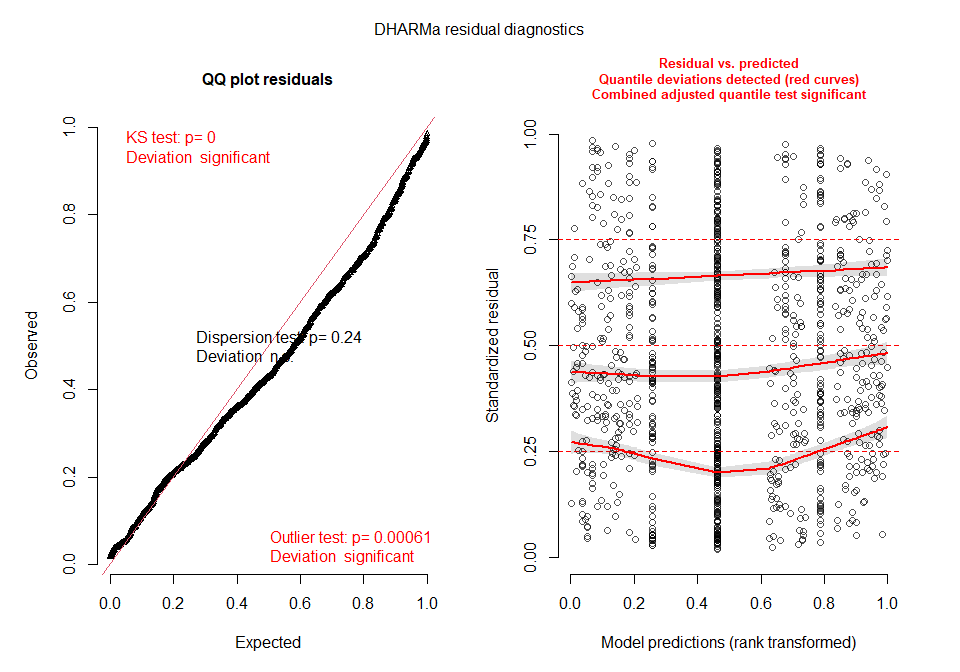 DHARMa residual diagnostics
QQ plot residuals
KS test: p= 0
Deviation significant
Dispersion test: p= 0.24
Deviation n.
Outlier test: p= 0.00061
Deviation significant
Observed
0.0 0.2 0.4 0.6 0.8 1.0
0.0 0.2 0.4 0.6 0.8 1.0
Expected
Residual vs. predicted
Quantile deviations detected (red curves)
Combined adjusted quantile test significant
Standardized residual
0.00 0.25 0.50 0.75 1.00
0.0 0.2 0.4 0.6 0.8 1.0
Model predictions (rank transformed)